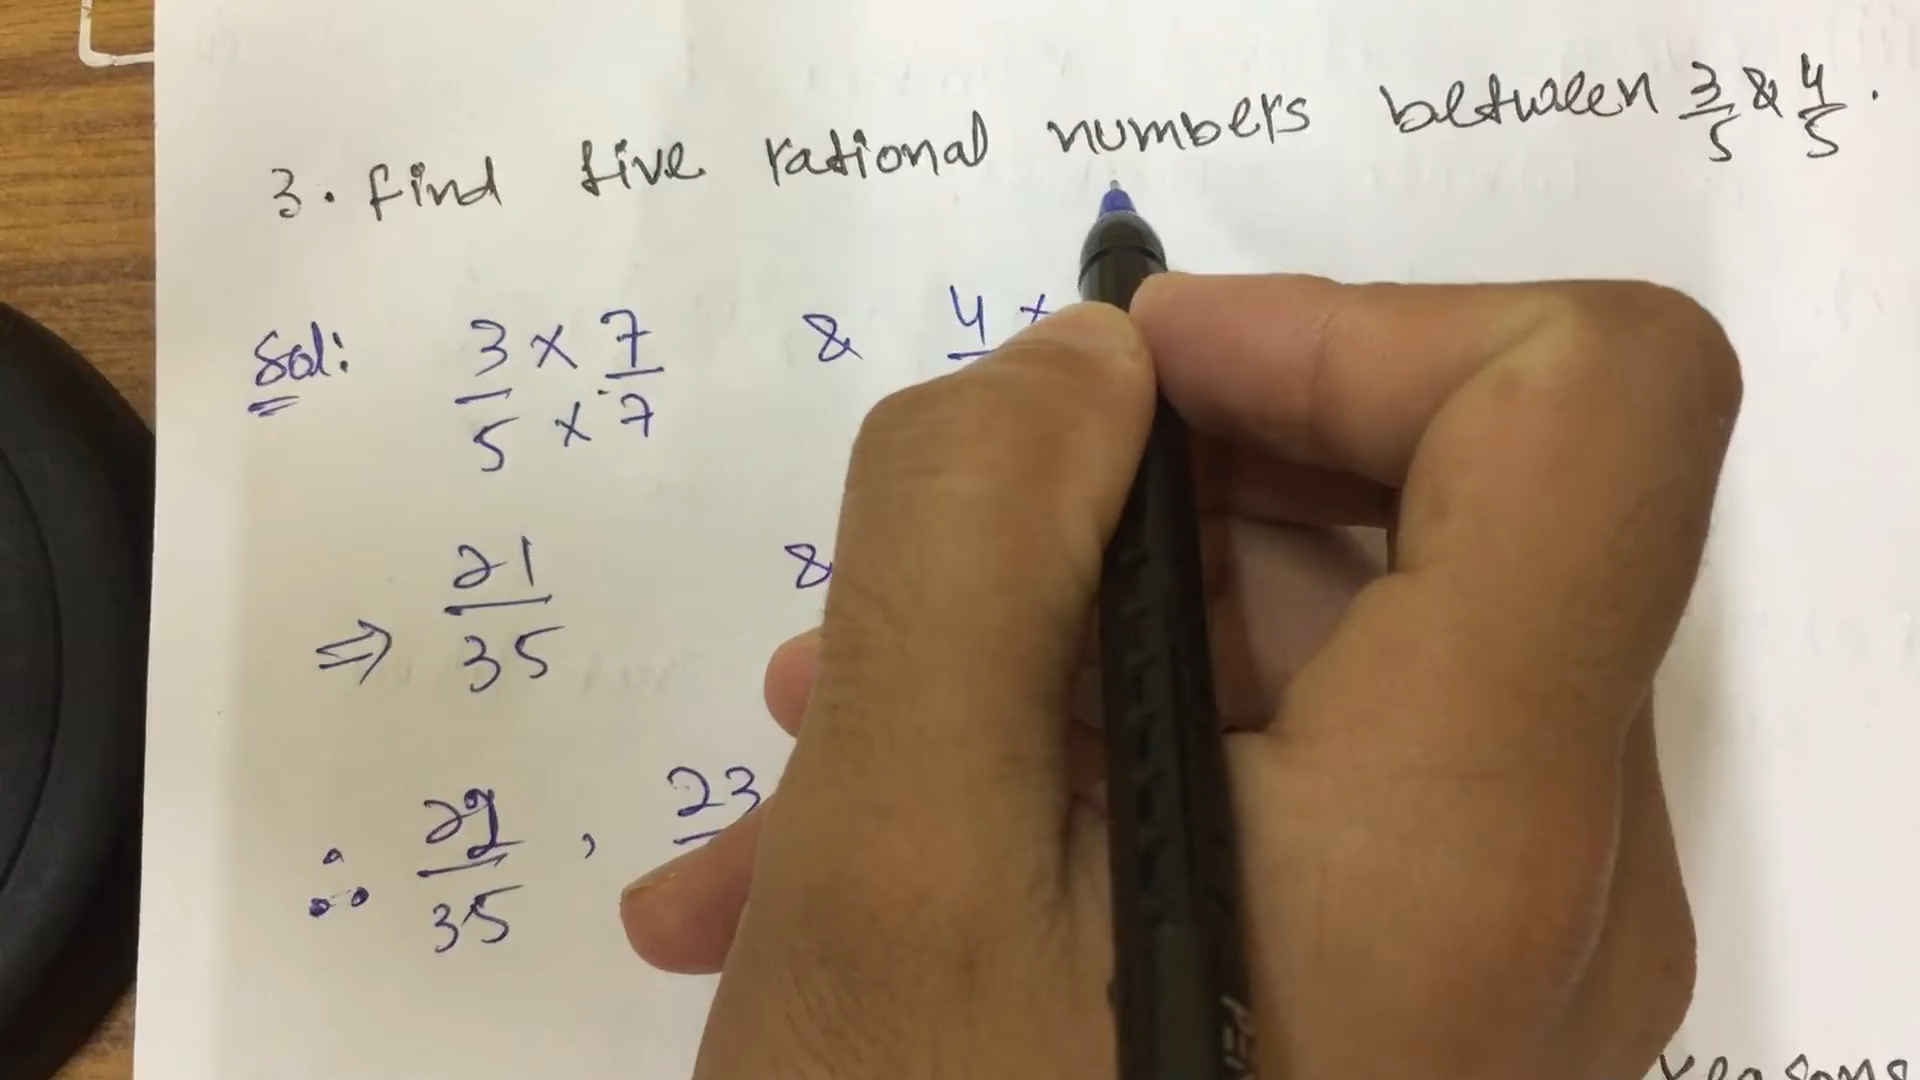 3. find five rational numbers between 3/5 & 4/5.
Sol: 3 × 7 / 5 × 7 & 4 ×
⇒ 21/35 &
∴ 22/35 , 23